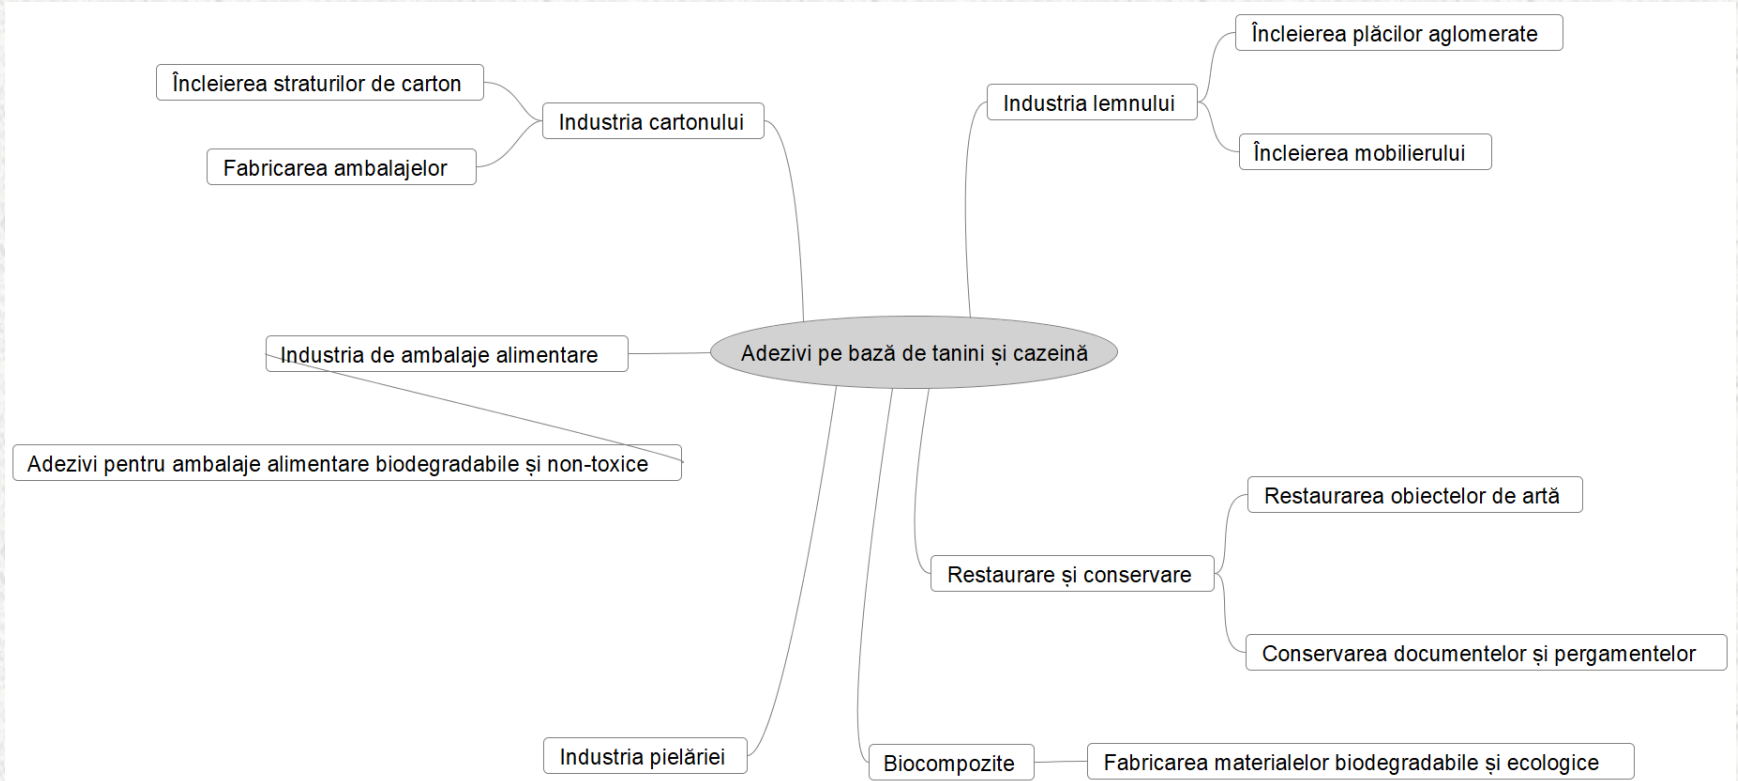 Încleierea plăcilor aglomerate
Încleierea straturilor de carton
Industria lemnului
Industria cartonului
Încleierea mobilierului
Fabricarea ambalajelor
Industria de ambalaje alimentare
Adezivi pe bază de tanini și cazeină
Adezivi pentru ambalaje alimentare biodegradabile și non-toxice
Restaurarea obiectelor de artă
Restaurare și conservare
Conservarea documentelor și pergamentelor
Industria pielăriei
Biocompozite
Fabricarea materialelor biodegradabile și ecologice